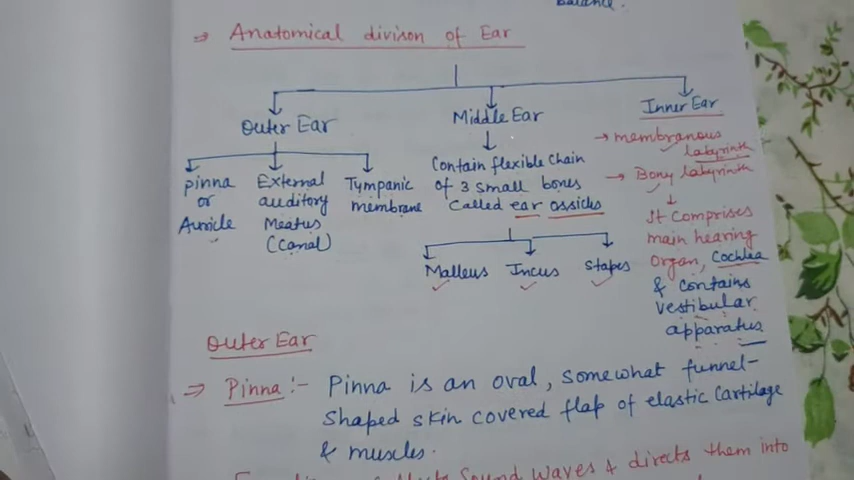 balance.
⇒ Anatomical divison of Ear
Outer Ear
Pinna
or
Auricle
External
auditory
Meatus
(Canal)
Tympanic
membrane
Middle Ear
Contain flexible Chain
of 3 small bones
Called ear ossicles
Malleus
Incus
Stapes
Inner Ear
→ membranous
labyrinth
→ Bony labyrinth
It Comprises
main hearing
Organ, Cochlea
& contains
vestibular
apparatus
Outer Ear
⇒ Pinna :- Pinna is an oval, somewhat funnel-
shaped skin covered flap of elastic Cartilage
& muscles.
Sound waves & directs them into